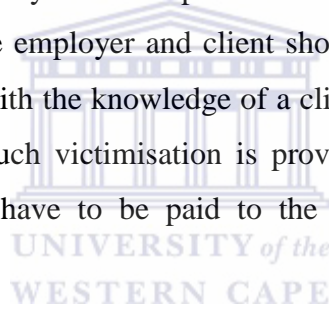 e employer and client sho
ith the knowledge of a cli
uch victimisation is prov
have to be paid to the
UNIVERSITY of the
WESTERN CAPE